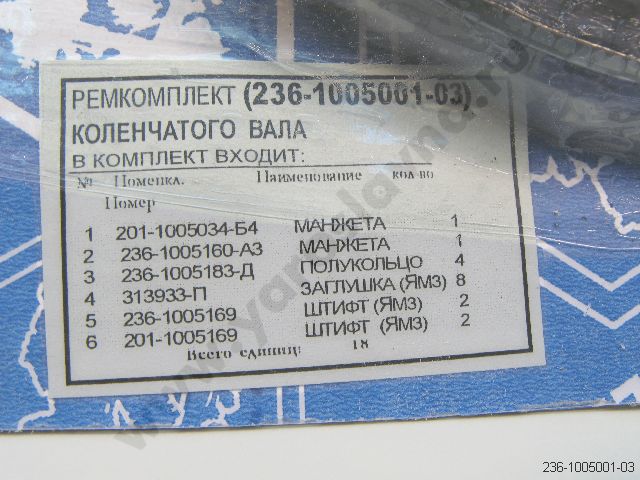 РЕМКОМПЛЕКТ (236-1005001-03)
КОЛЕНЧАТОГО ВАЛА
В КОМПЛЕКТ ВХОДИТ:
№ Номенкл. Наименование кол-во
Номер
1 201-1005034-Б4 МАНЖЕТА 1
2 236-1005160-А3 МАНЖЕТА 1
3 236-1005183-Д ПОЛУКОЛЬЦО 4
4 313933-П ЗАГЛУШКА (ЯМЗ) 8
5 236-1005169 ШТИФТ (ЯМЗ) 2
6 201-1005169 ШТИФТ (ЯМЗ) 2
Всего единиц: 18
236-1005001-03